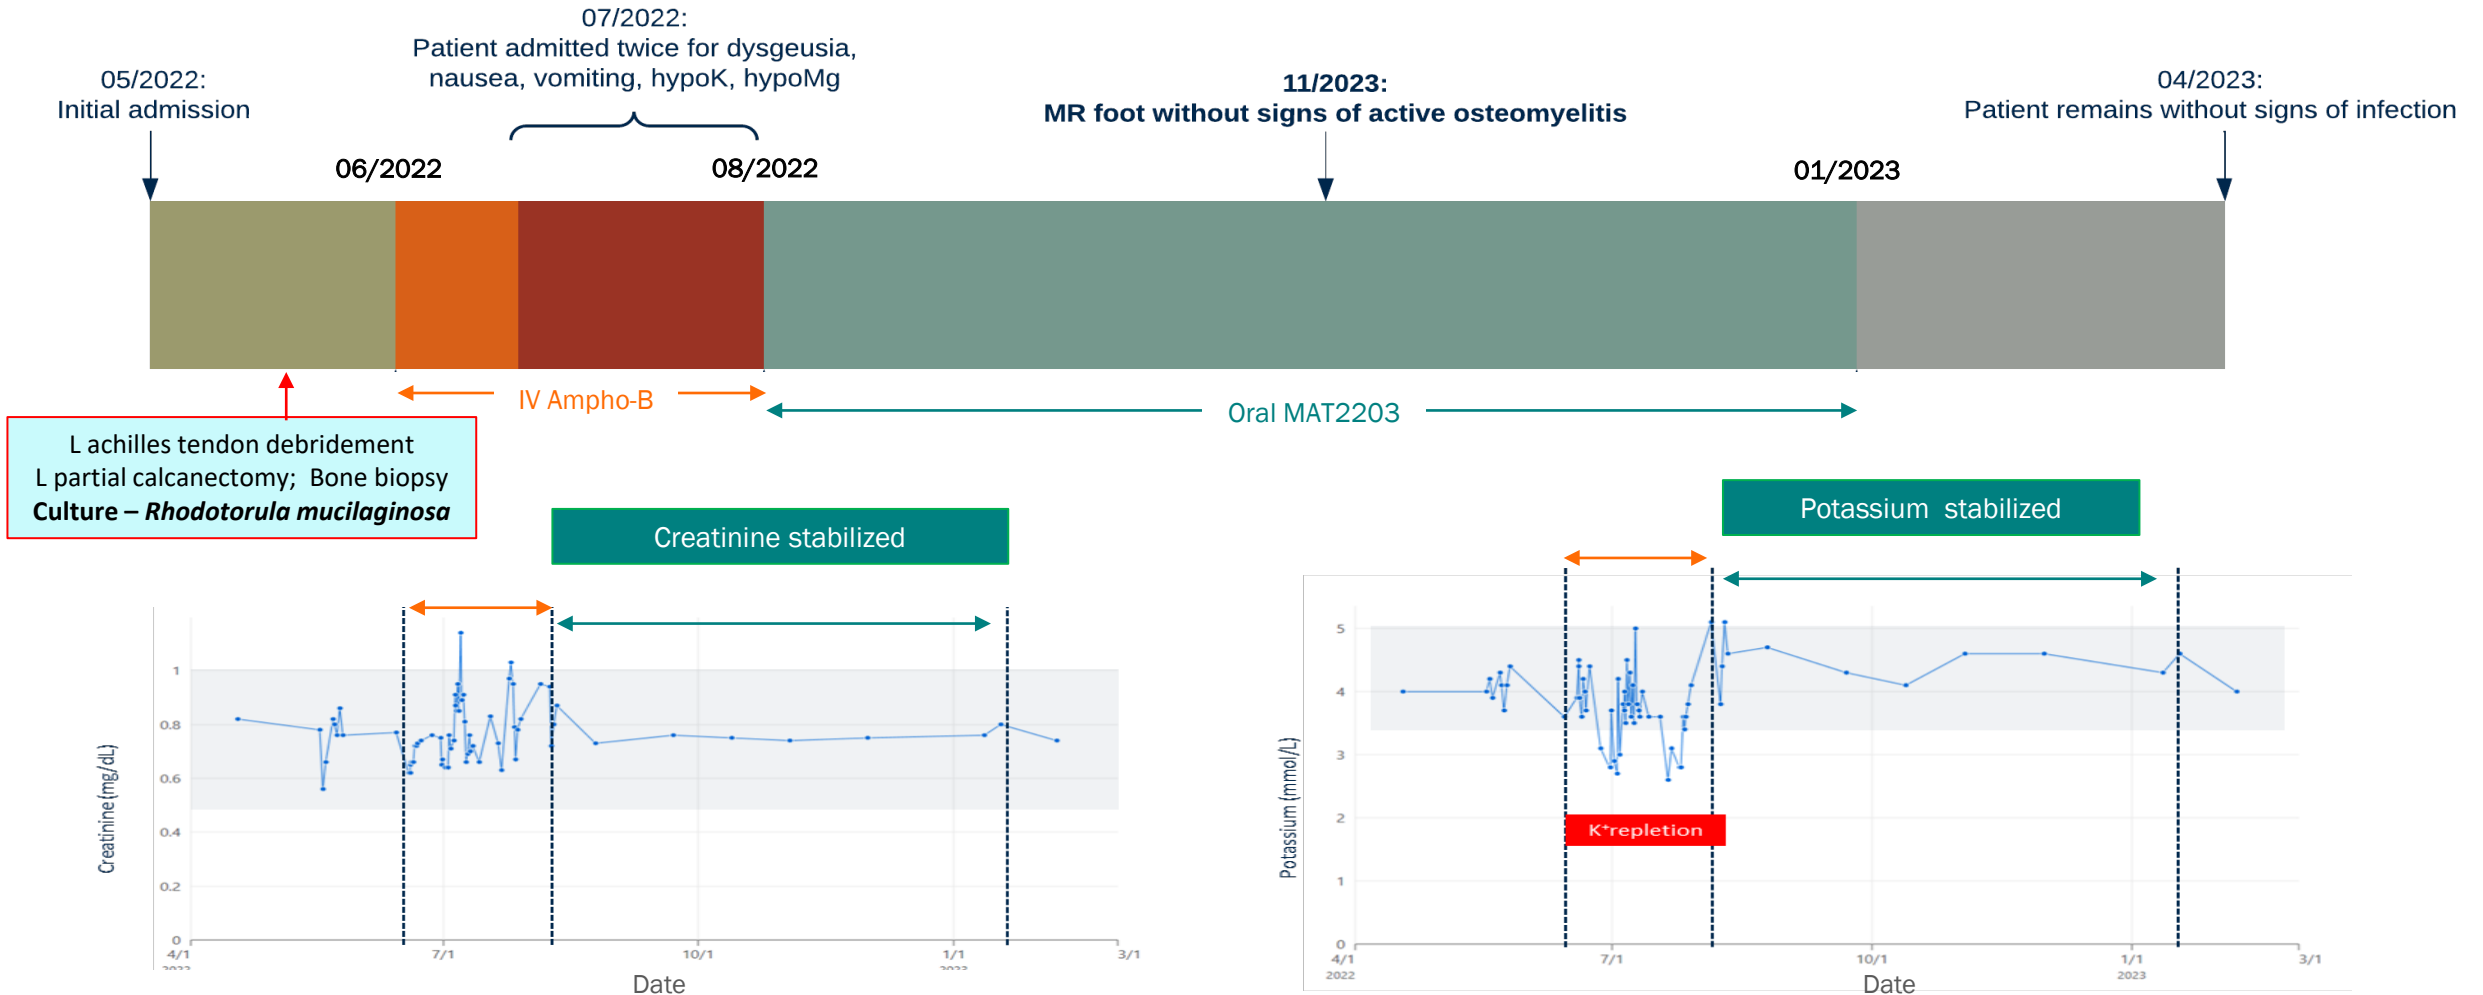 07/2022:
Patient admitted twice for dysgeusia,
nausea, vomiting, hypoK, hypoMg
05/2022:
Initial admission
11/2023:
MR foot without signs of active osteomyelitis
04/2023:
Patient remains without signs of infection
06/2022
08/2022
01/2023
IV Ampho-B
Oral MAT2203
L achilles tendon debridement
L partial calcanectomy; Bone biopsy
Culture – Rhodotorula mucilaginosa
Creatinine stabilized
Creatinine (mg/dL)
1
0.8
0.6
0.4
0.2
0
4/1
2022
7/1
10/1
1/1
2023
3/1
Date
Potassium stabilized
Potassium (mmol/L)
5
4
3
2
1
0
K+repletion
4/1
2022
7/1
10/1
1/1
2023
3/1
Date